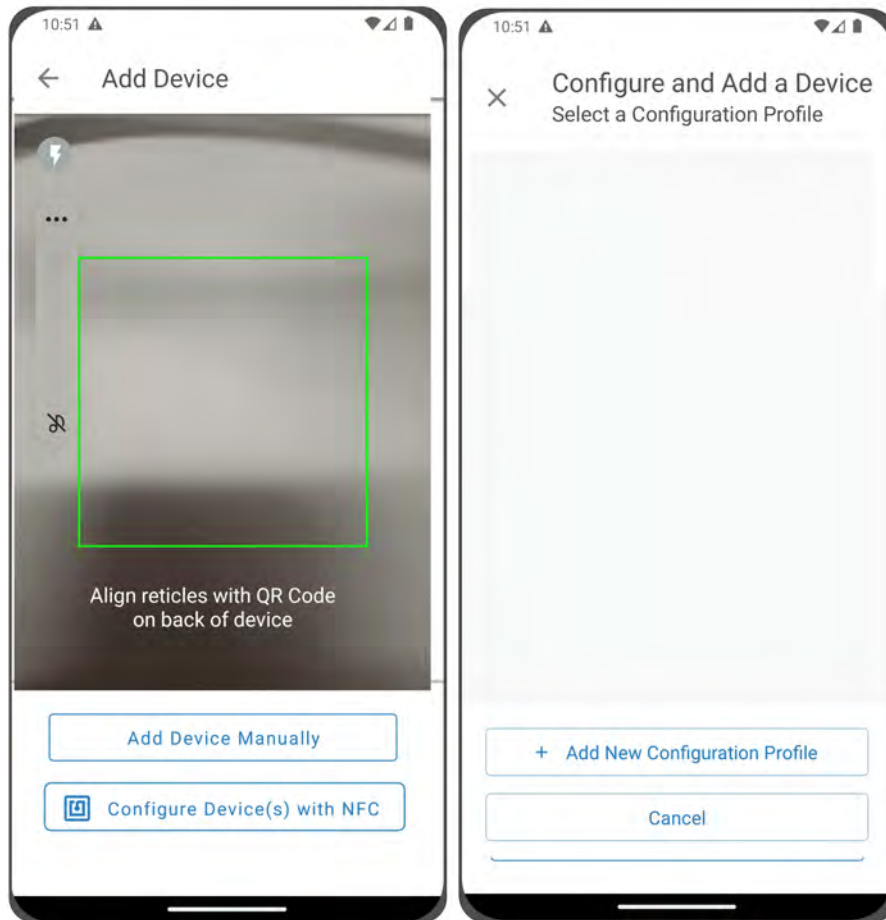 10:51
Add Device
Align reticles with QR Code
on back of device
Add Device Manually
Configure Device(s) with NFC
10:51
Configure and Add a Device
Select a Configuration Profile
+ Add New Configuration Profile
Cancel